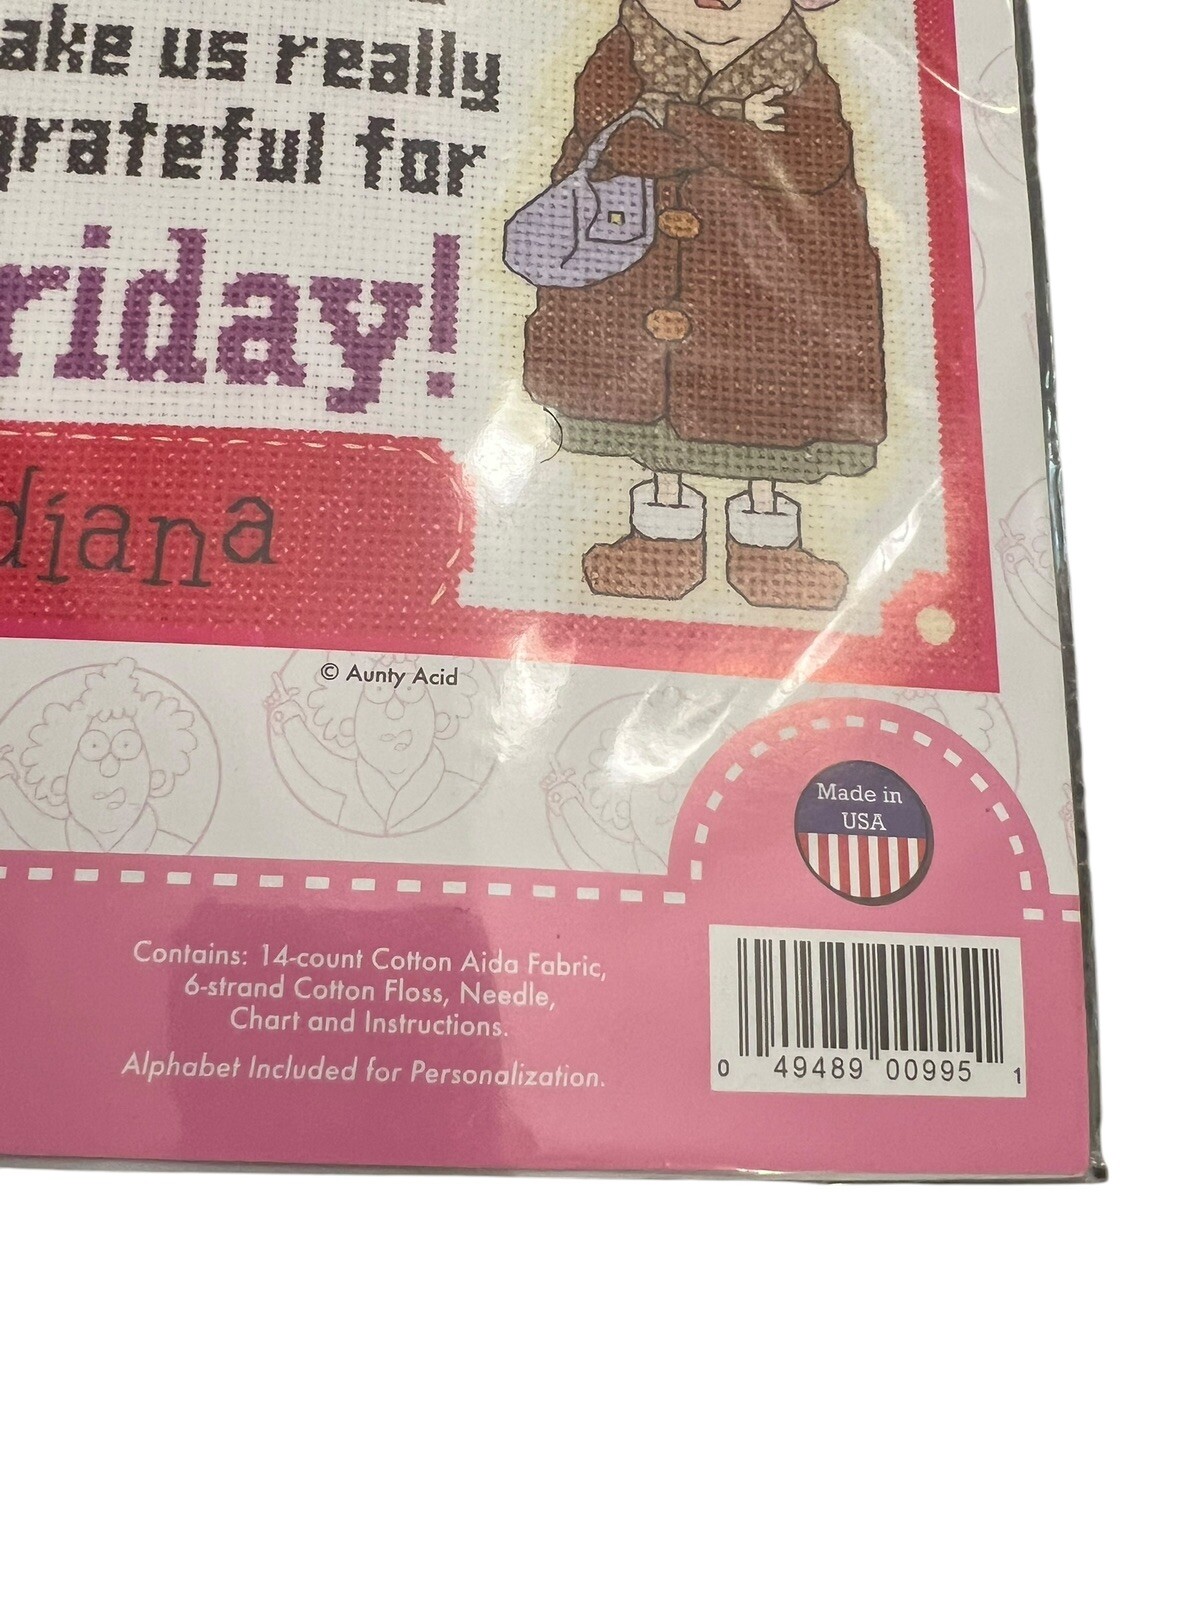 us really
grateful for
riday!
diana
© Aunty Acid
Made in
USA
Contains: 14-count Cotton Aida Fabric,
6-strand Cotton Floss, Needle,
Chart and Instructions.
Alphabet Included for Personalization.
0 49489 00995 1